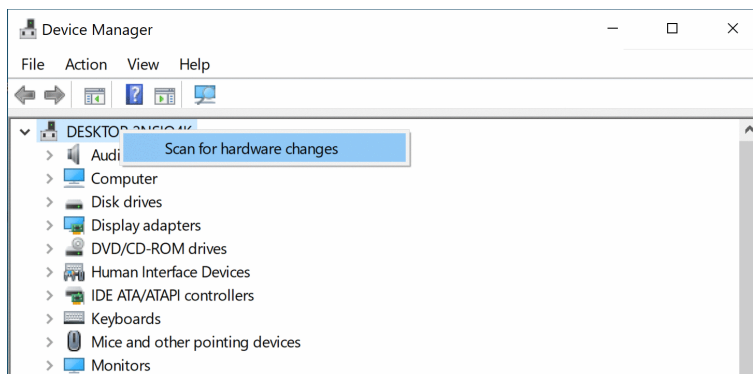 Device Manager
File Action View Help
Scan for hardware changes
Computer
Disk drives
Display adapters
DVD/CD-ROM drives
Human Interface Devices
IDE ATA/ATAPI controllers
Keyboards
Mice and other pointing devices
Monitors